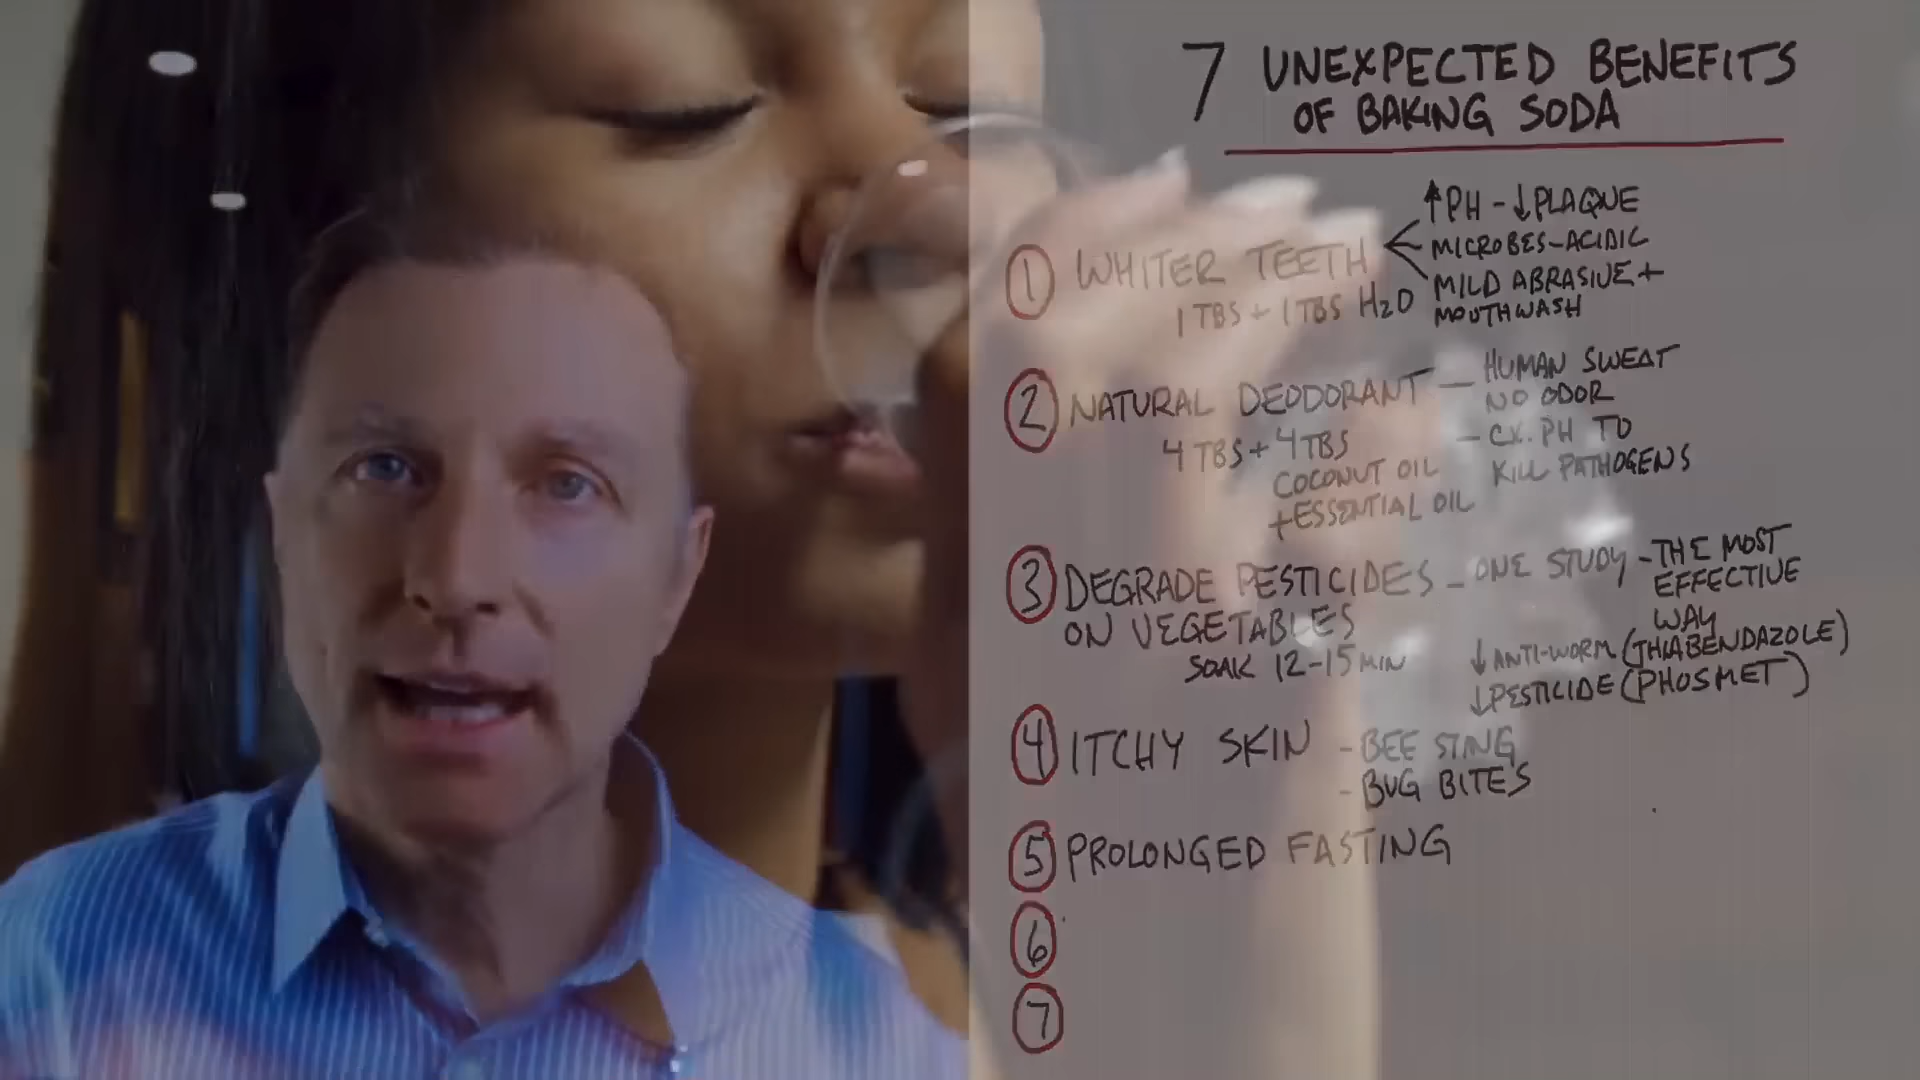 7 UNEXPECTED BENEFITS
OF BAKING SODA
1 WHITER TEETH
↑PH - ↓PLAQUE
MICROBES-ACIDIC
MILD ABRASIVE +
MOUTHWASH
1 TBS + 1 TBS H2O
2 NATURAL DEODORANT
- HUMAN SWEAT
NO ODOR
- CX. PH TO
KILL PATHOGENS
4 TBS + 4 TBS
COCONUT OIL
+ESSENTIAL OIL
3 DEGRADE PESTICIDES - ONE STUDY - THE MOST
EFFECTIVE
WAY
ON VEGETABLES
SOAK 12-15 MIN
↓ANTI-WORM (THIABENDAZOLE)
↓PESTICIDE (PHOSMET)
4 ITCHY SKIN - BEE STING
- BUG BITES
5 PROLONGED FASTING
6
7